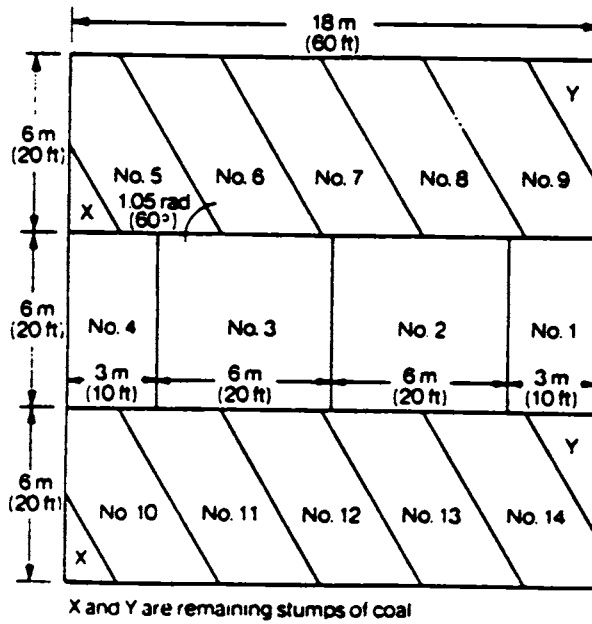 18 m
(60 ft)
Y
6 m
(20 ft)
No. 5
No. 6
No. 7
No. 8
No. 9
X
1.05 rad
(60°)
6 m
(20 ft)
No. 4
No. 3
No. 2
No. 1
3 m
(10 ft)
6 m
(20 ft)
6 m
(20 ft)
3 m
(10 ft)
Y
6 m
(20 ft)
No 10
No. 11
No. 12
No. 13
No. 14
X
X and Y are remaining stumps of coal